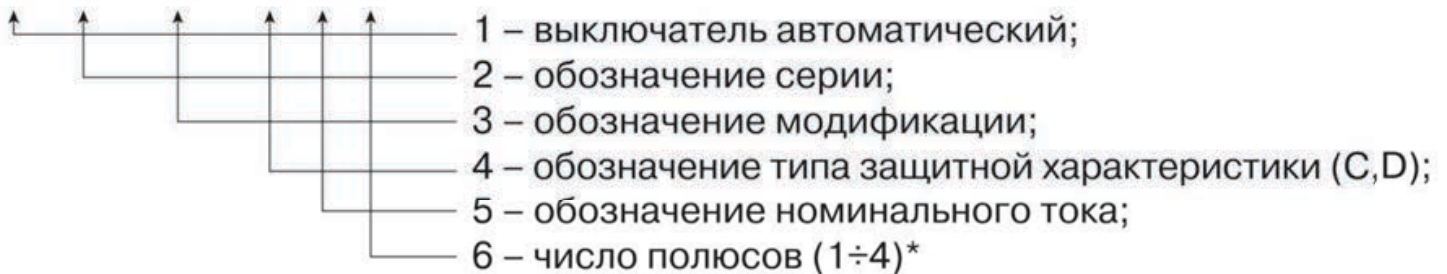 1 – выключатель автоматический;
2 – обозначение серии;
3 – обозначение модификации;
4 – обозначение типа защитной характеристики (C,D);
5 – обозначение номинального тока;
6 – число полюсов (1÷4)*